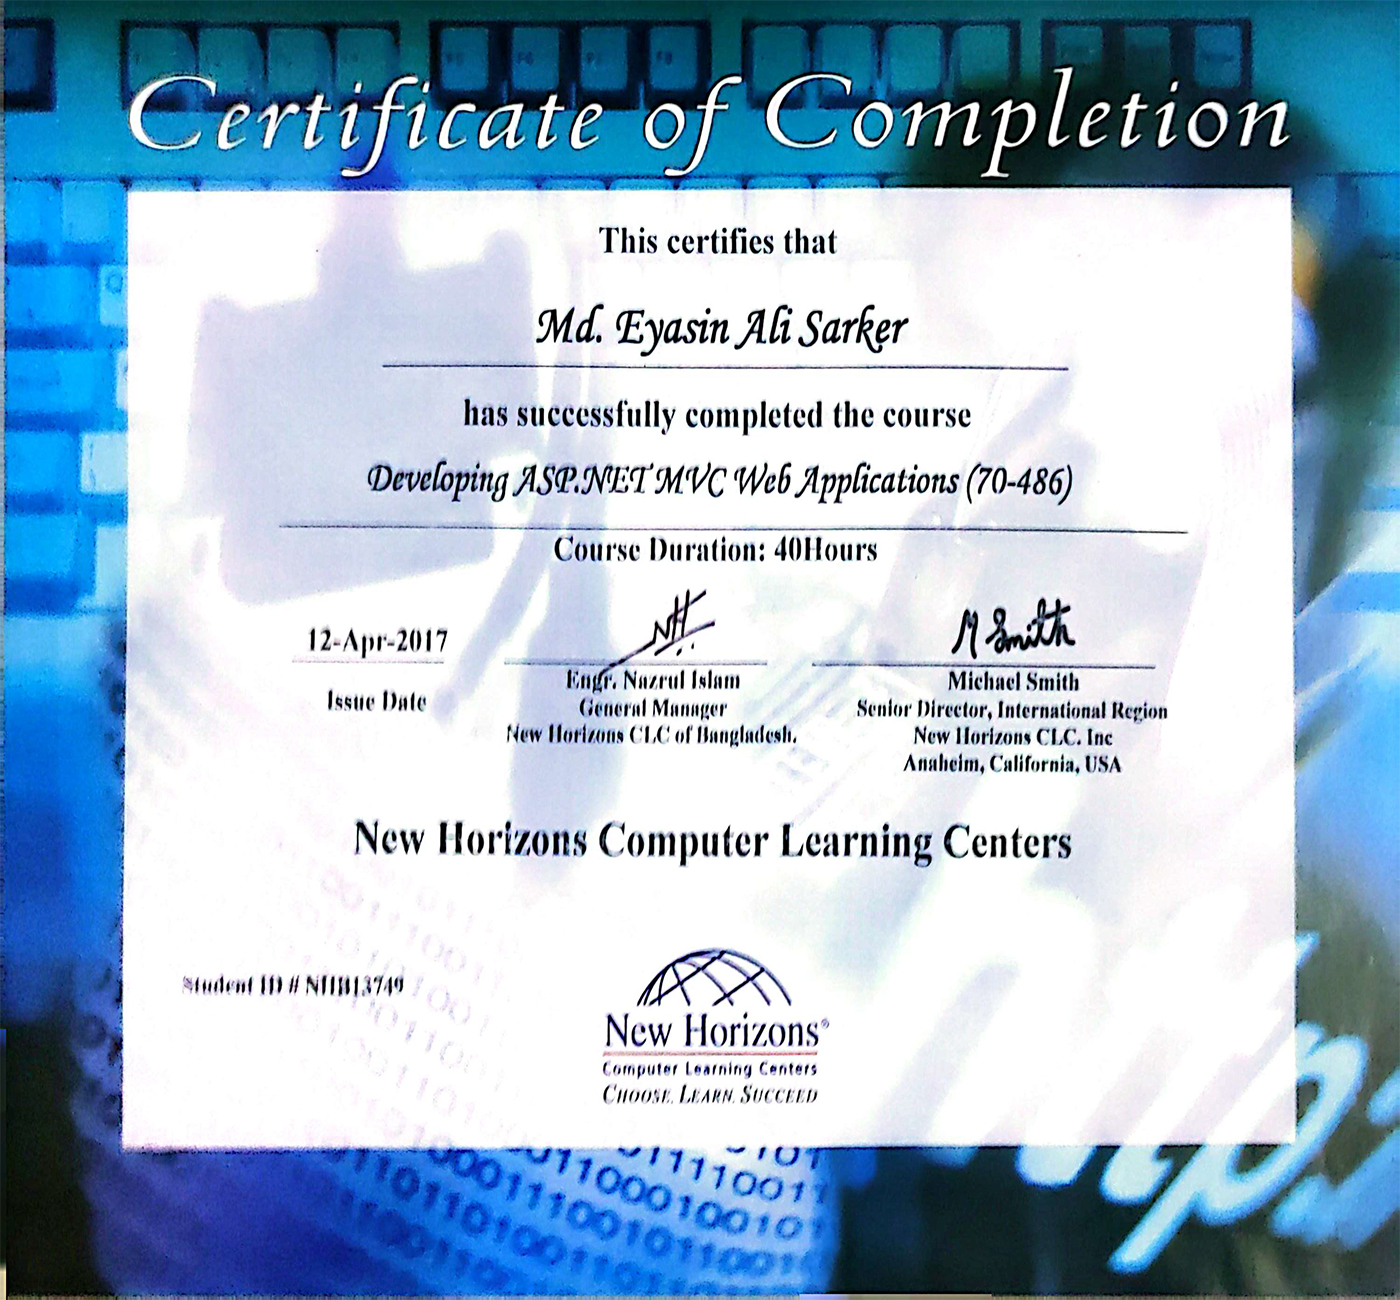 Certificate of Completion
This certifies that
Md. Eyasin Ali Sarker
has successfully completed the course
Developing ASP.NET MVC Web Applications (70-486)
Course Duration: 40Hours
12-Apr-2017
Issue Date
Engr. Nazrul Islam
General Manager
New Horizons CLC of Bangladesh.
M Smith
Michael Smith
Senior Director, International Region
New Horizons CLC. Inc
Anaheim, California, USA
New Horizons Computer Learning Centers
Student ID # NHB13749
New Horizons®
Computer Learning Centers
CHOOSE. LEARN. SUCCEED